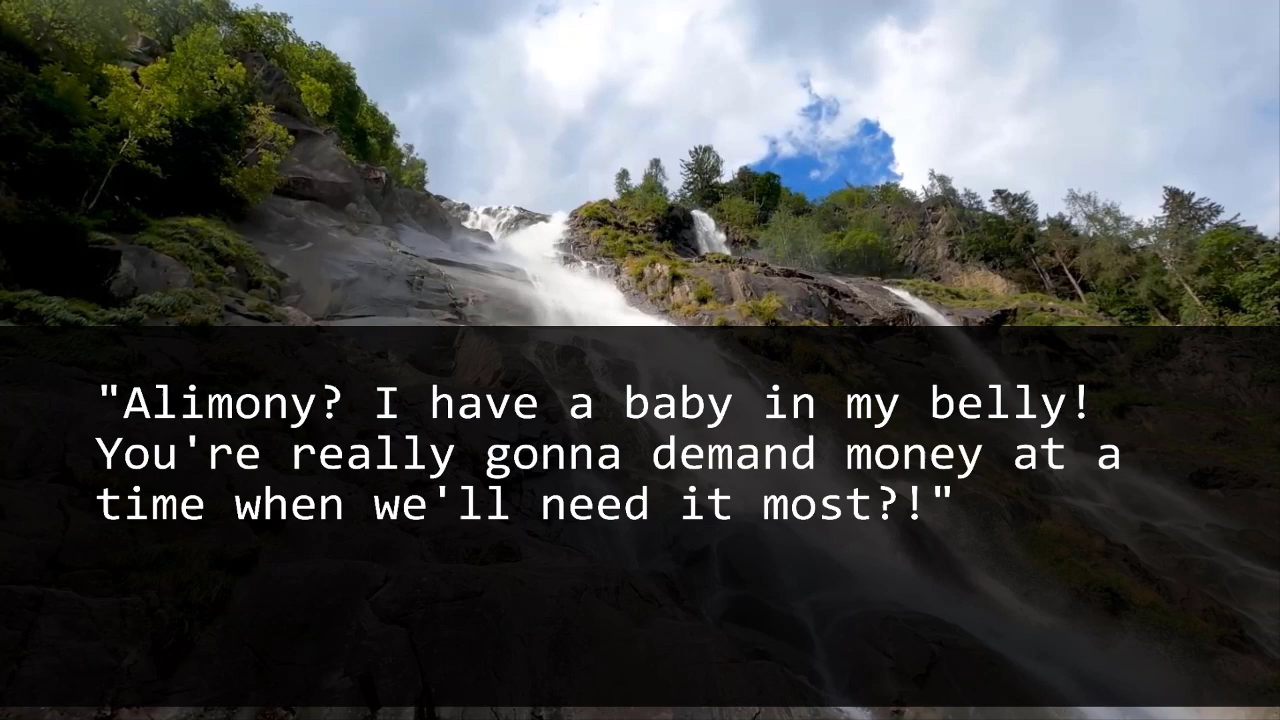 "Alimony? I have a baby in my belly!
You're really gonna demand money at a
time when we'll need it most?!"